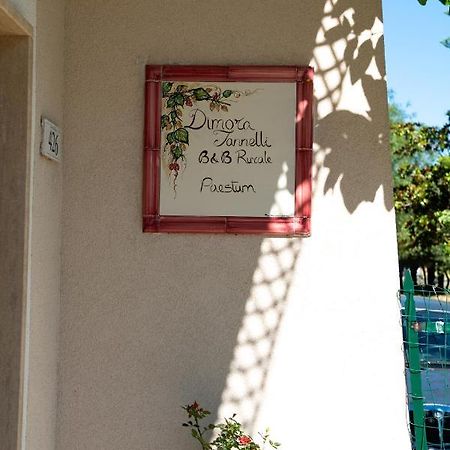 Dimora
Iannelli
B&B Rurale
Paestum
426